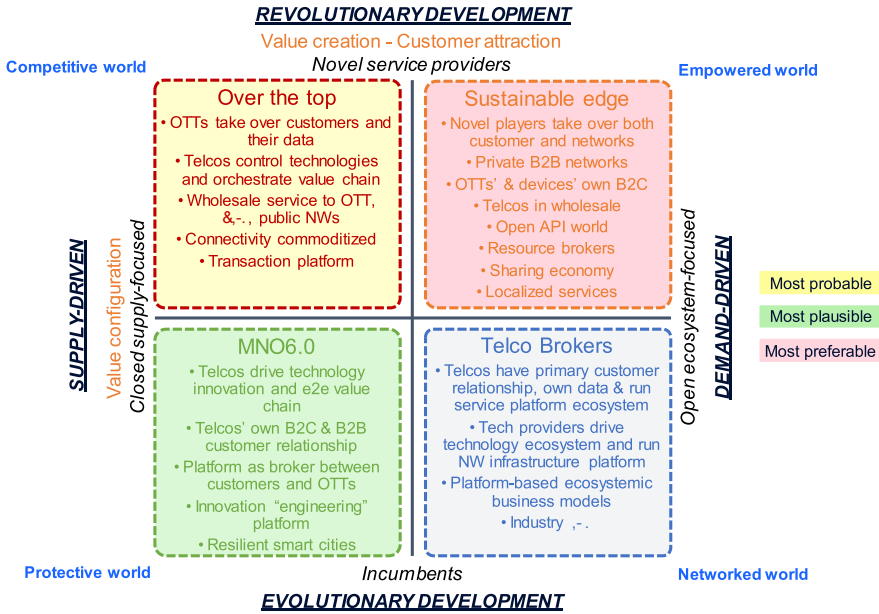 REVOLUTIONARY DEVELOPMENT
Value creation - Customer attraction
Novel service providers
Competitive world
Empowered world
Over the top
• OTTs take over customers and
their data
• Telcos control technologies
and orchestrate value chain
• Wholesale service to OTT,
&,-. , public NWs
• Connectivity commoditized
• Transaction platform
Sustainable edge
• Novel players take over both
customer and networks
• Private B2B networks
• OTTs’ & devices’ own B2C
• Telcos in wholesale
• Open API world
• Resource brokers
• Sharing economy
• Localized services
SUPPLY-DRIVEN
Value configuration
Closed supply-focused
Open ecosystem-focused
DEMAND-DRIVEN
Most probable
Most plausible
Most preferable
MNO6.0
• Telcos drive technology
innovation and e2e value
chain
• Telcos’ own B2C & B2B
customer relationship
• Platform as broker between
customers and OTTs
• Innovation “engineering”
platform
• Resilient smart cities
Telco Brokers
• Telcos have primary customer
relationship, own data & run
service platform ecosystem
• Tech providers drive
technology ecosystem and run
NW infrastructure platform
• Platform-based ecosystemic
business models
• Industry ,- .
Protective world
Incumbents
Networked world
EVOLUTIONARY DEVELOPMENT